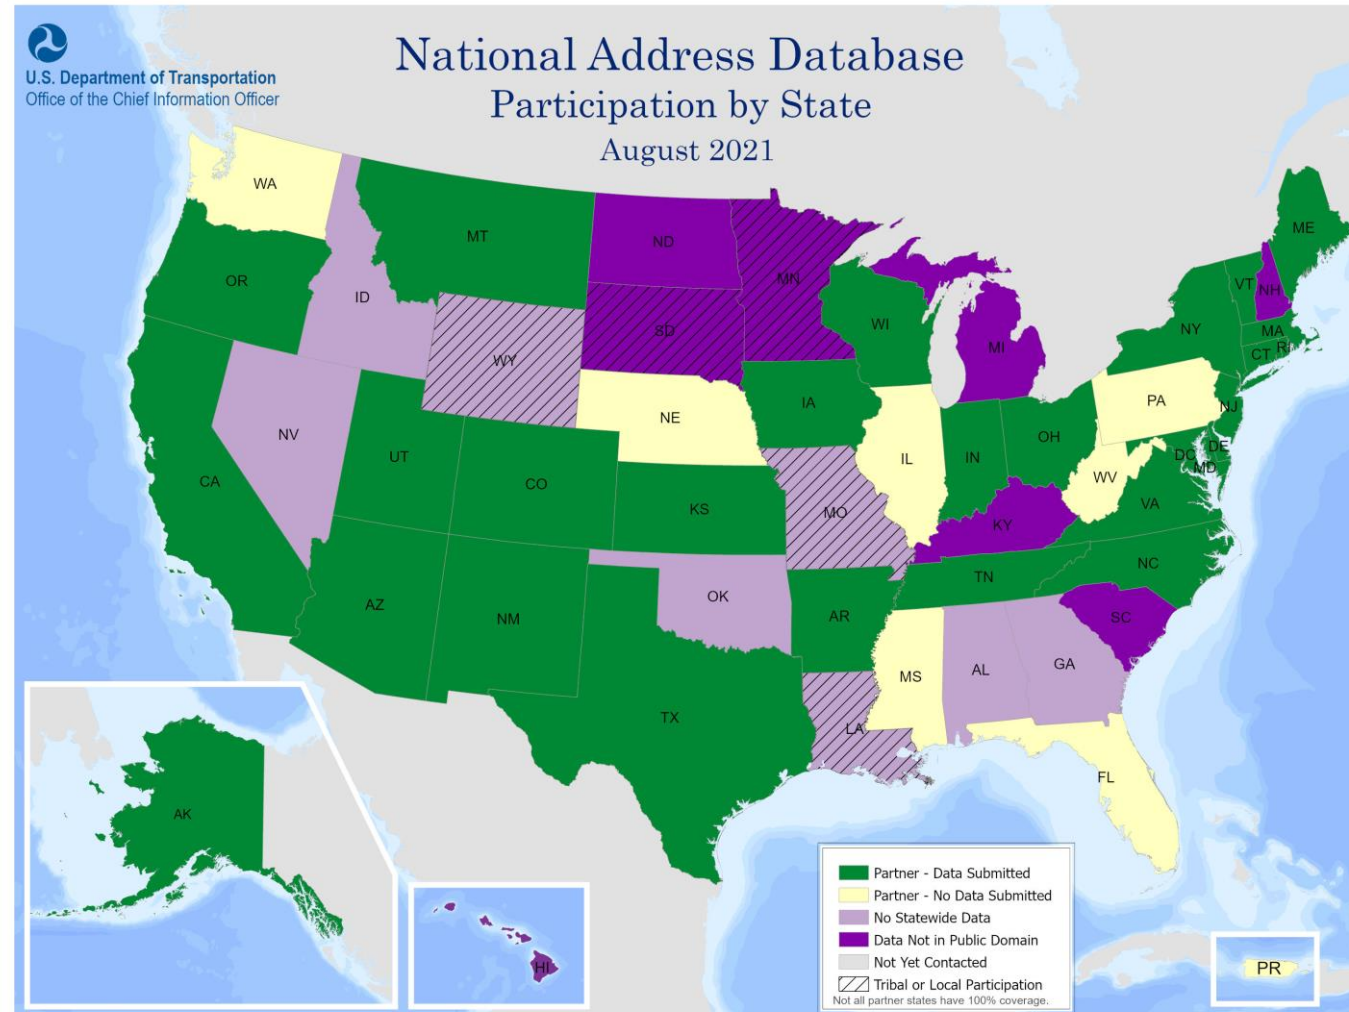 U.S. Department of Transportation
Office of the Chief Information Officer
National Address Database
Participation by State
August 2021
WA
MT
ND
MN
ME
OR
ID
WY
SD
WI
MI
VT
NH
NY
MA
CT
RI
NV
UT
CA
NE
IA
IL
IN
OH
PA
NJ
CO
KS
MO
KY
WV
DC
DE
MD
VA
AZ
NM
OK
AR
TN
NC
SC
TX
LA
MS
AL
GA
FL
AK
HI
PR
Partner - Data Submitted
Partner - No Data Submitted
No Statewide Data
Data Not in Public Domain
Not Yet Contacted
Tribal or Local Participation
Not all partner states have 100% coverage.